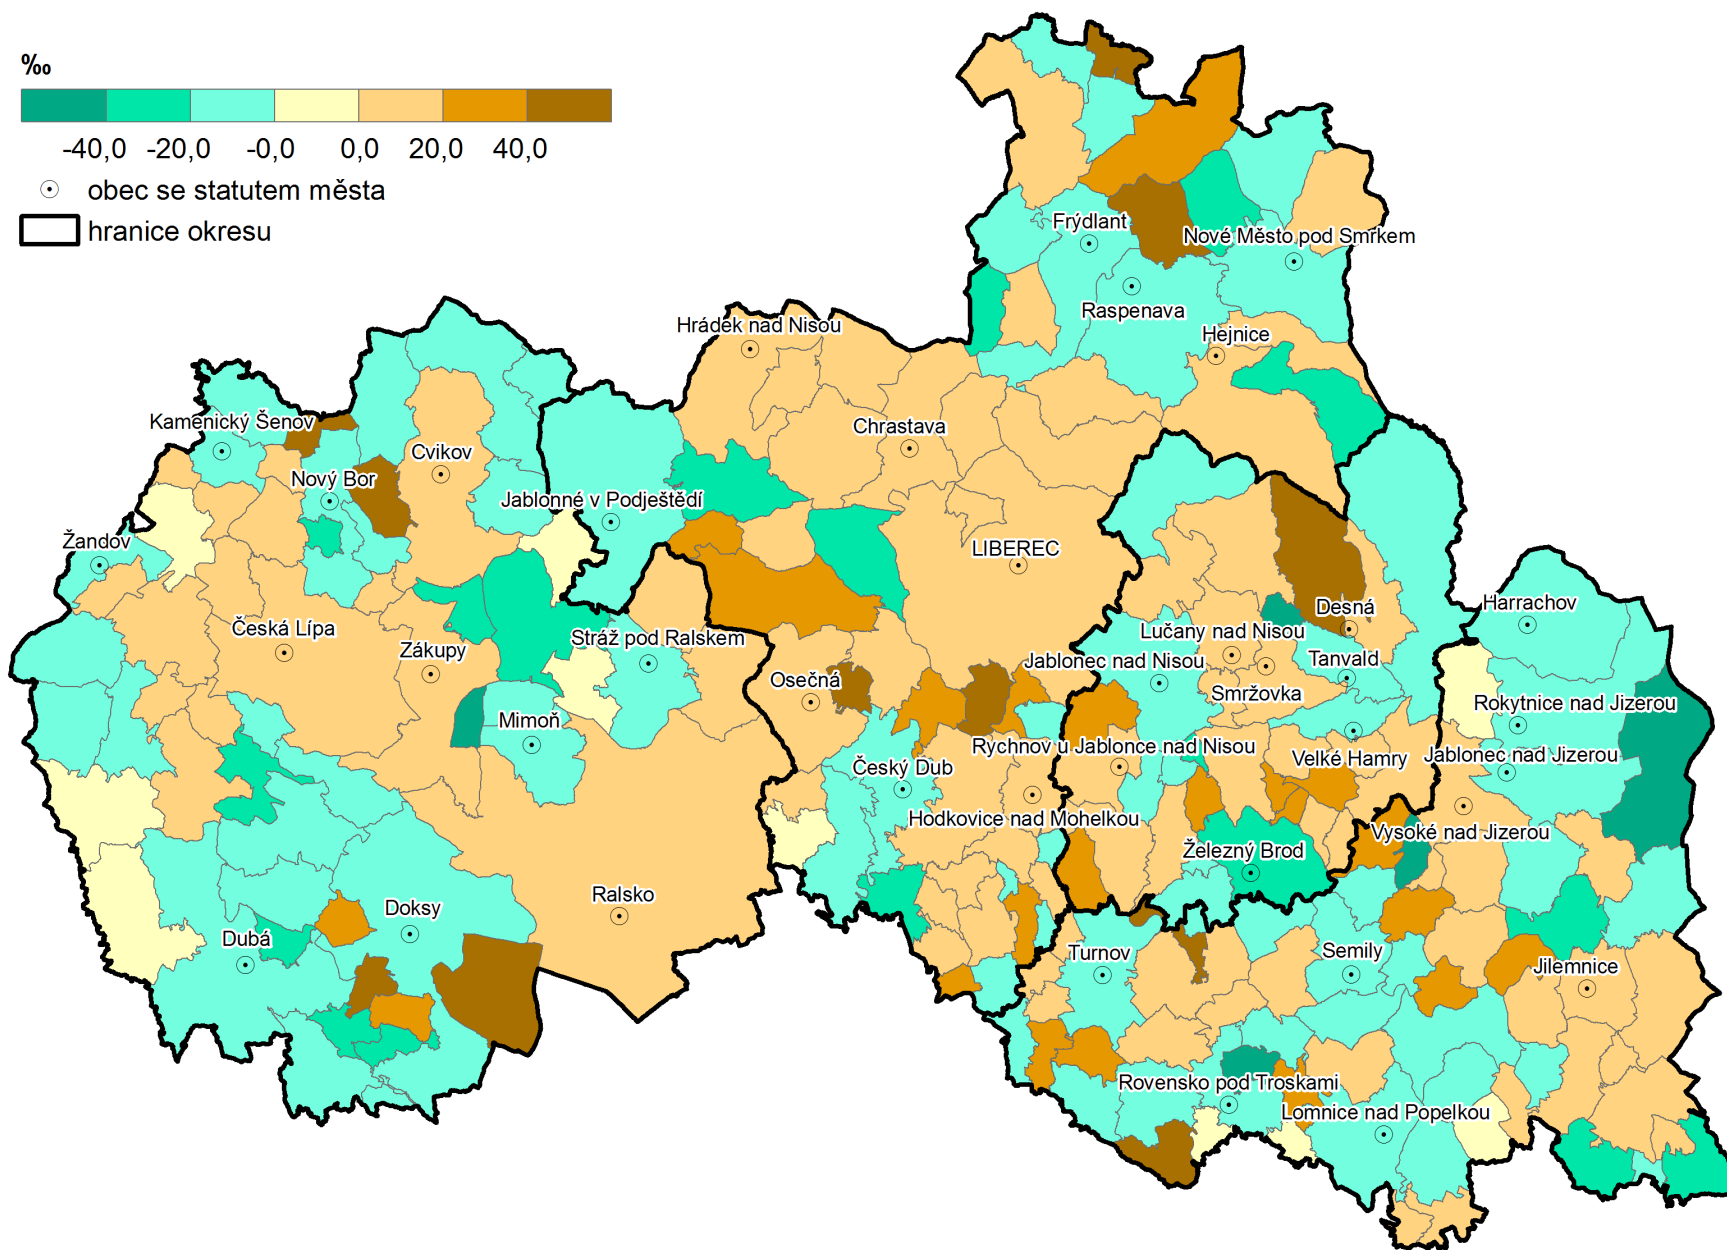 ‰
-40,0 -20,0 -0,0 0,0 20,0 40,0
obec se statutem města
hranice okresu
Frýdlant
Nové Město pod Smrkem
Raspenava
Hrádek nad Nisou
Hejnice
Kamenický Šenov
Chrastava
Cvikov
Nový Bor
Jablonné v Podještědí
Žandov
LIBEREC
Harrachov
Desná
Česká Lípa
Lučany nad Nisou
Stráž pod Ralskem
Zákupy
Jablonec nad Nisou
Tanvald
Osečná
Smržovka
Rokytnice nad Jizerou
Mimoň
Rychnov u Jablonce nad Nisou
Velké Hamry
Jablonec nad Jizerou
Český Dub
Hodkovice nad Mohelkou
Vysoké nad Jizerou
Železný Brod
Ralsko
Doksy
Dubá
Turnov
Semily
Jilemnice
Rovensko pod Troskami
Lomnice nad Popelkou